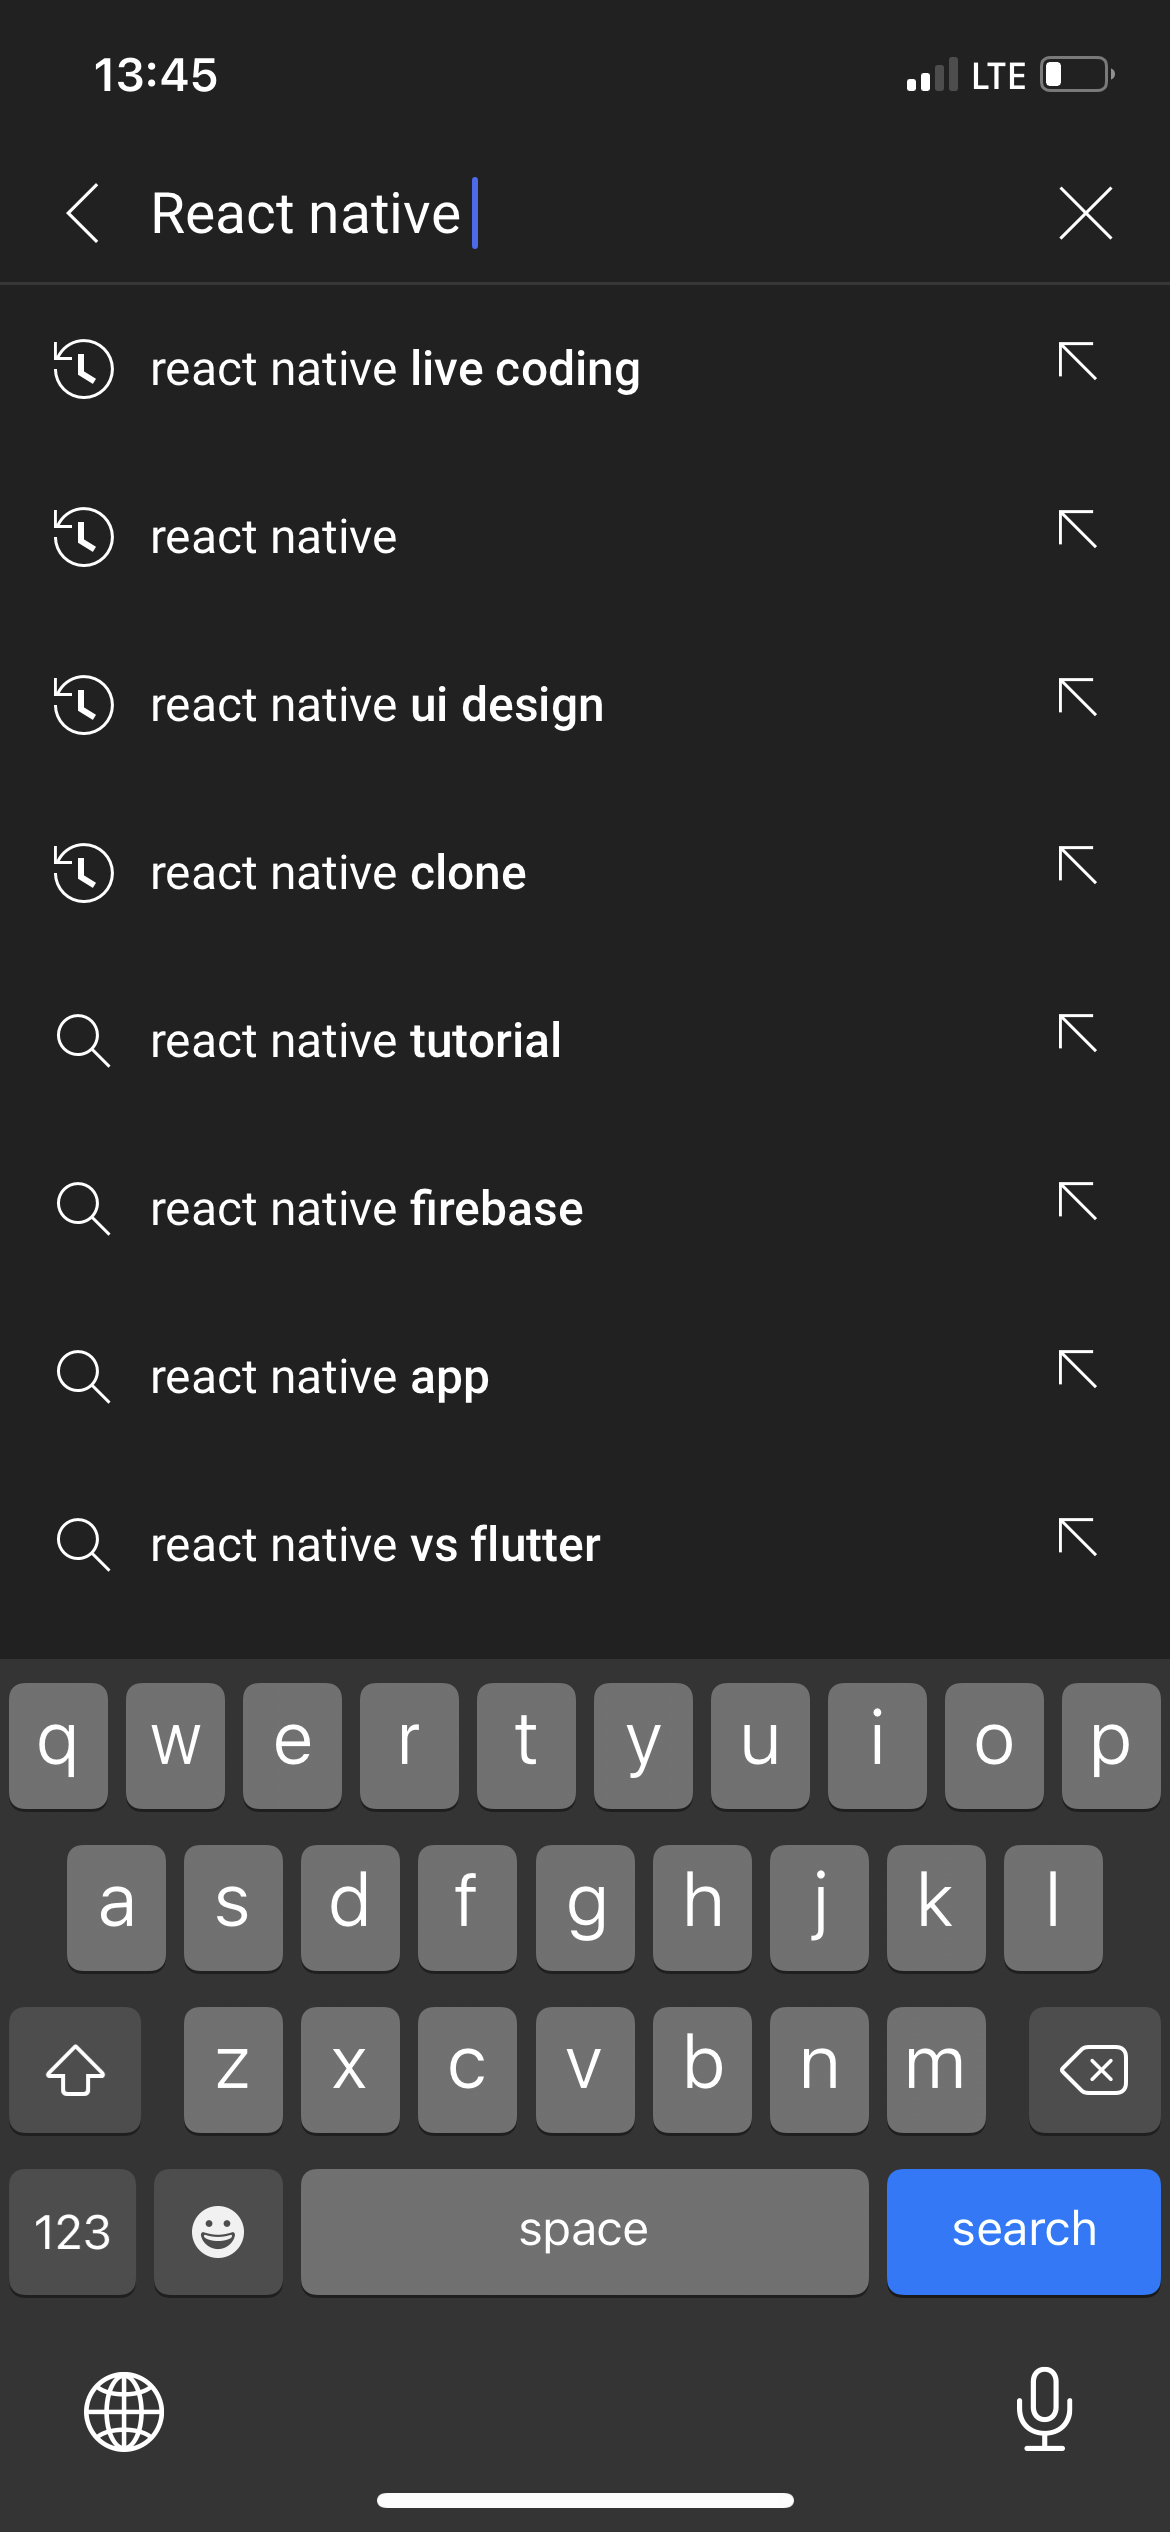 13:45 LTE
React native
react native live coding
react native
react native ui design
react native clone
react native tutorial
react native firebase
react native app
react native vs flutter
q w e r t y u i o p
a s d f g h j k l
z x c v b n m
123 space search